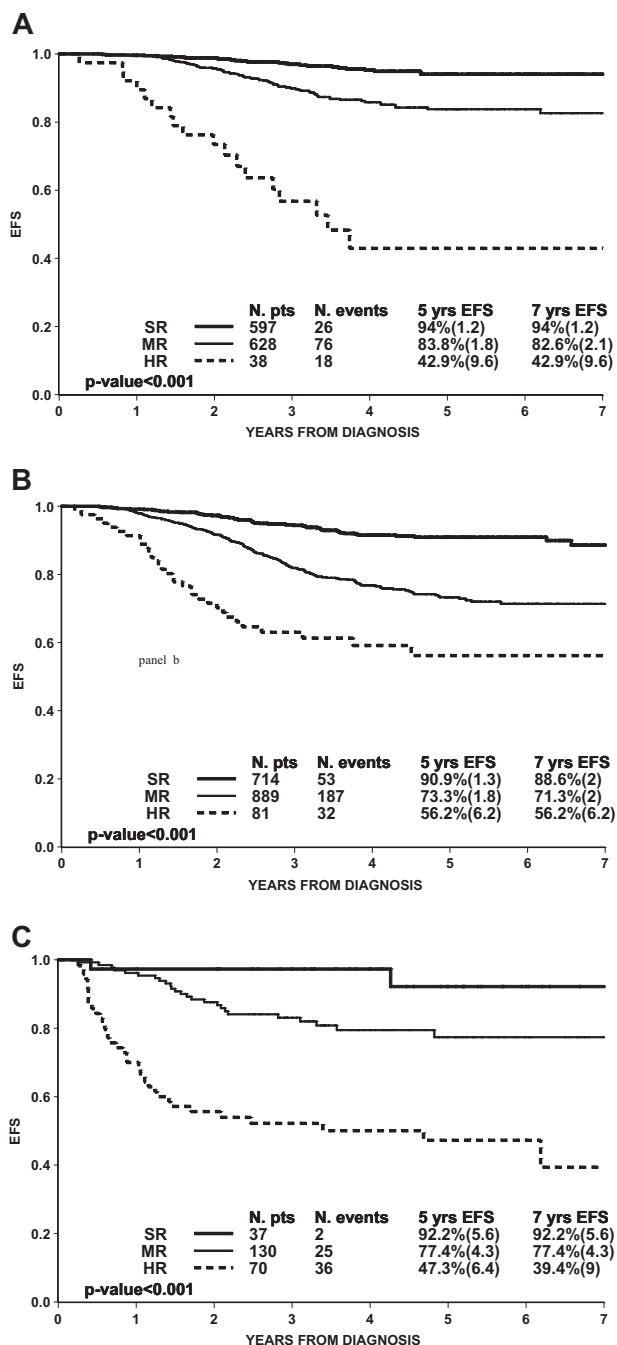 A
1.0
0.8
0.6
0.4
0.2
0.0
EFS
N. pts N. events 5 yrs EFS 7 yrs EFS
SR 597 26 94%(1.2) 94%(1.2)
MR 628 76 83.8%(1.8) 82.6%(2.1)
HR 38 18 42.9%(9.6) 42.9%(9.6)
p-value<0.001
0 1 2 3 4 5 6 7
YEARS FROM DIAGNOSIS
B
1.0
0.8
0.6
0.4
0.2
0.0
EFS
panel b
N. pts N. events 5 yrs EFS 7 yrs EFS
SR 714 53 90.9%(1.3) 88.6%(2)
MR 889 187 73.3%(1.8) 71.3%(2)
HR 81 32 56.2%(6.2) 56.2%(6.2)
p-value<0.001
0 1 2 3 4 5 6 7
YEARS FROM DIAGNOSIS
C
1.0
0.8
0.6
0.4
0.2
0.0
EFS
N. pts N. events 5 yrs EFS 7 yrs EFS
SR 37 2 92.2%(5.6) 92.2%(5.6)
MR 130 25 77.4%(4.3) 77.4%(4.3)
HR 70 36 47.3%(6.4) 39.4%(9)
p-value<0.001
0 1 2 3 4 5 6 7
YEARS FROM DIAGNOSIS